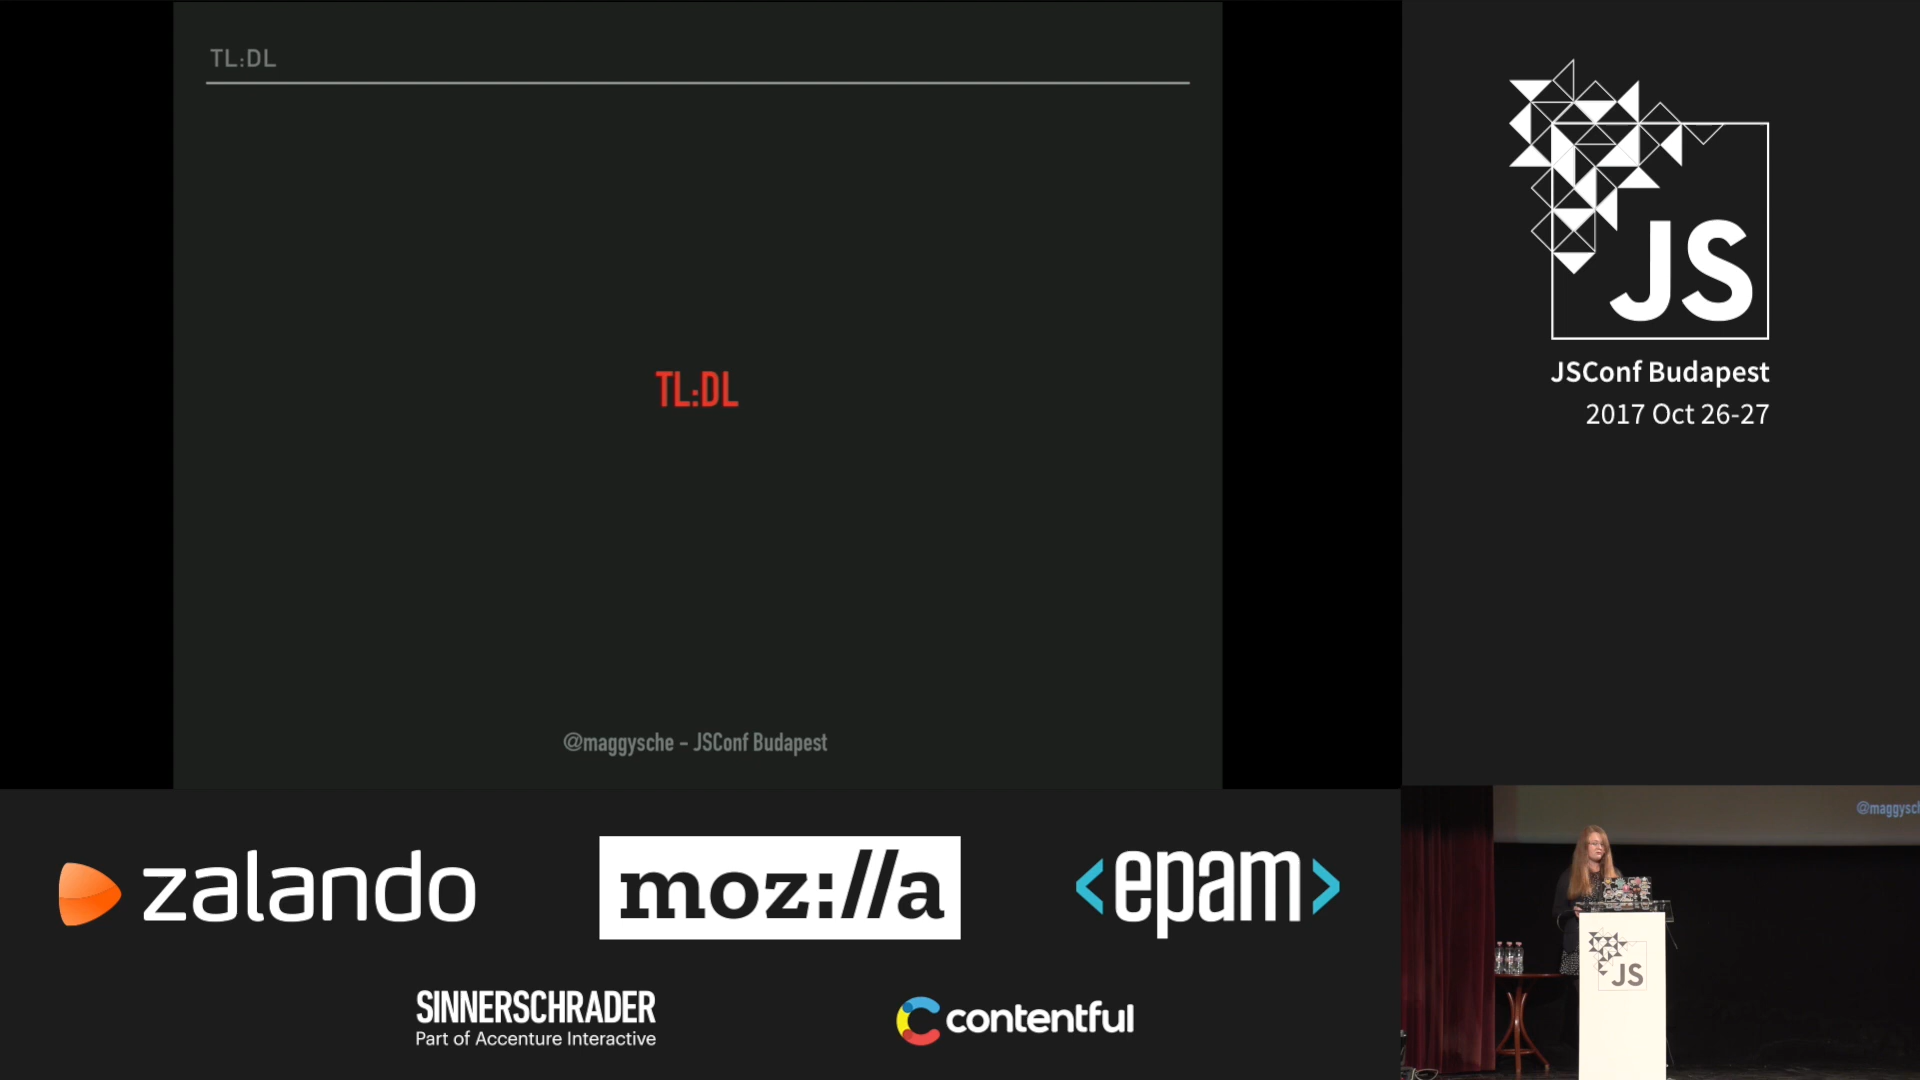 TL:DL
TL:DL
@maggysche – JSConf Budapest
JS
JSConf Budapest
2017 Oct 26-27
zalando
moz://a
<epam>
SINNERSCHRADER
Part of Accenture Interactive
contentful
@maggysch
JS